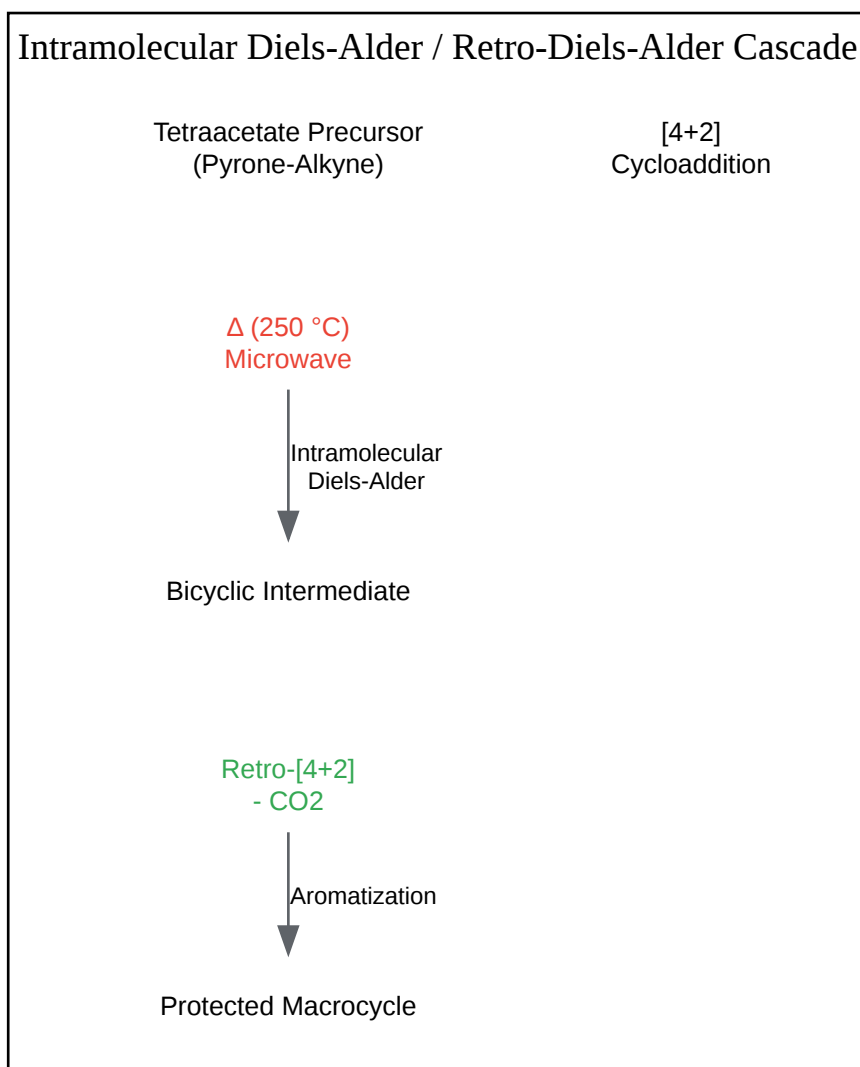 Intramolecular Diels-Alder / Retro-Diels-Alder Cascade
Tetraacetate Precursor
(Pyrone-Alkyne)
[4+2]
Cycloaddition
Δ (250 °C)
Microwave
Intramolecular
Diels-Alder
Bicyclic Intermediate
Retro-[4+2]
- CO2
Aromatization
Protected Macrocycle